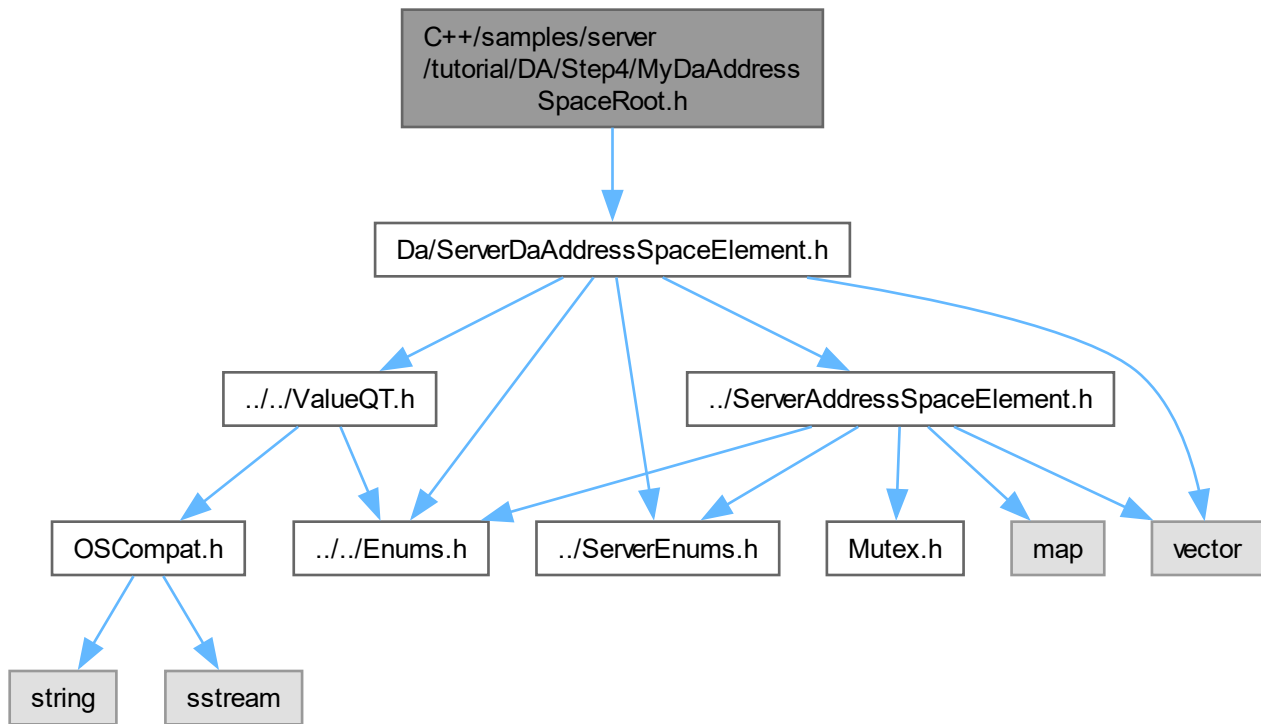 C++/samples/server
/tutorial/DA/Step4/MyDaAddress
SpaceRoot.h
Da/ServerDaAddressSpaceElement.h
../../ValueQT.h
../ServerAddressSpaceElement.h
OSCompat.h
../../Enums.h
../ServerEnums.h
Mutex.h
map
vector
string
sstream